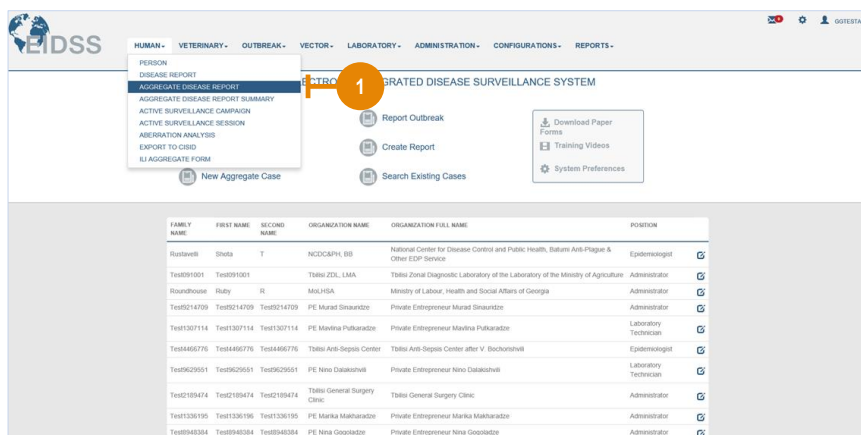 EIDSS
GGTESTA
HUMAN VETERINARY OUTBREAK VECTOR LABORATORY ADMINISTRATION CONFIGURATIONS REPORTS
PERSON
DISEASE REPORT
AGGREGATE DISEASE REPORT
AGGREGATE DISEASE REPORT SUMMARY
ACTIVE SURVEILLANCE CAMPAIGN
ACTIVE SURVEILLANCE SESSION
ABERRATION ANALYSIS
EXPORT TO CISID
ILI AGGREGATE FORM
1
GRATED DISEASE SURVEILLANCE SYSTEM
Report Outbreak
Create Report
New Aggregate Case
Search Existing Cases
Download Paper
Forms
Training Videos
System Preferences
FAMILY NAME FIRST NAME SECOND NAME ORGANIZATION NAME ORGANIZATION FULL NAME POSITION
Rustavelli Shota T NCDC&PH, BB National Center for Disease Control and Public Health, Batumi Anti-Plague & Other EDP Service Epidemiologist
Test091001 Test091001 Tbilisi ZDL, LMA Tbilisi Zonal Diagnostic Laboratory of the Laboratory of the Ministry of Agriculture Administrator
Roundhouse Ruby R MoLHSA Ministry of Labour, Health and Social Affairs of Georgia Administrator
Test9214709 Test9214709 Test9214709 PE Murad Sinauridze Private Entrepreneur Murad Sinauridze Administrator
Test1307114 Test1307114 Test1307114 PE Mavlina Putkaradze Private Entrepreneur Mavlina Putkaradze Laboratory Technician
Test4466776 Test4466776 Test4466776 Tbilisi Anti-Sepsis Center Tbilisi Anti-Sepsis Center after V. Bochorishvili Epidemiologist
Test9629551 Test9629551 Test9629551 PE Nino Dalakishvili Private Entrepreneur Nino Dalakishvili Laboratory Technician
Test2189474 Test2189474 Test2189474 Tbilisi General Surgery Clinic Tbilisi General Surgery Clinic Administrator
Test1336195 Test1336195 Test1336195 PE Marika Makharadze Private Entrepreneur Marika Makharadze Administrator
Test8948384 Test8948384 Test8948384 PE Nina Gogoladze Private Entrepreneur Nina Gogoladze Administrator